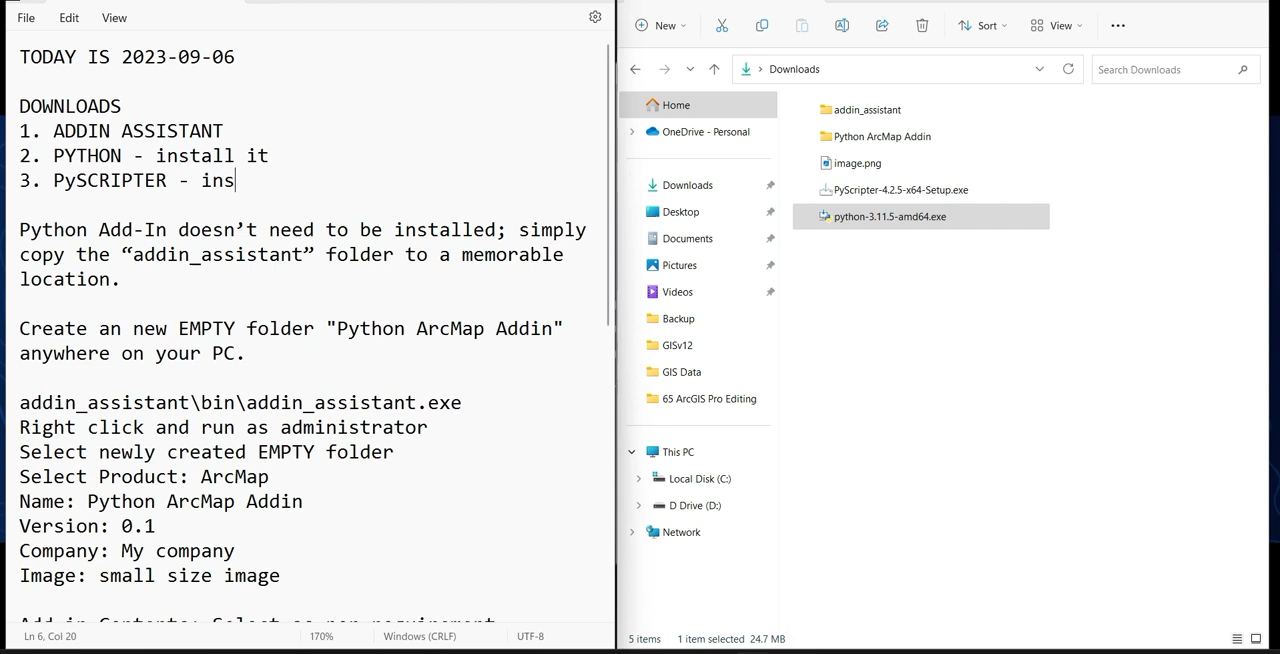 File Edit View
TODAY IS 2023-09-06
DOWNLOADS
1. ADDIN ASSISTANT
2. PYTHON - install it
3. PySCRIPTER - ins
Python Add-In doesn’t need to be installed; simply
copy the “addin_assistant” folder to a memorable
location.
Create an new EMPTY folder "Python ArcMap Addin"
anywhere on your PC.
addin_assistant\bin\addin_assistant.exe
Right click and run as administrator
Select newly created EMPTY folder
Select Product: ArcMap
Name: Python ArcMap Addin
Version: 0.1
Company: My company
Image: small size image
Add-in Contents: Select as per requirement
Ln 6, Col 20 170% Windows (CRLF) UTF-8
New Sort View
Downloads
Search Downloads
Home
OneDrive - Personal
Downloads
Desktop
Documents
Pictures
Videos
Backup
GISv12
GIS Data
65 ArcGIS Pro Editing
This PC
Local Disk (C:)
D Drive (D:)
Network
addin_assistant
Python ArcMap Addin
image.png
PyScripter-4.2.5-x64-Setup.exe
python-3.11.5-amd64.exe
5 items 1 item selected 24.7 MB